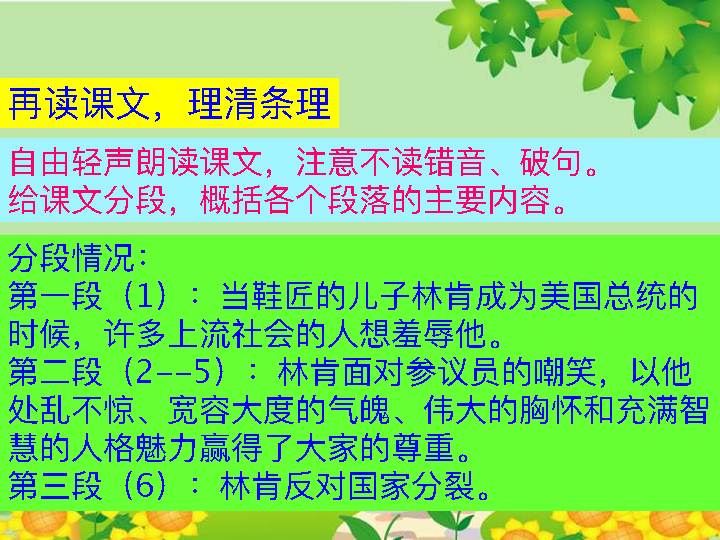 再读课文，理清条理
自由轻声朗读课文，注意不读错音、破句。
给课文分段，概括各个段落的主要内容。
分段情况：
第一段（1）：当鞋匠的儿子林肯成为美国总统的
时候，许多上流社会的人想羞辱他。
第二段（2--5）：林肯面对参议员的嘲笑，以他
处乱不惊、宽容大度的气魄、伟大的胸怀和充满智
慧的人格魅力赢得了大家的尊重。
第三段（6）：林肯反对国家分裂。